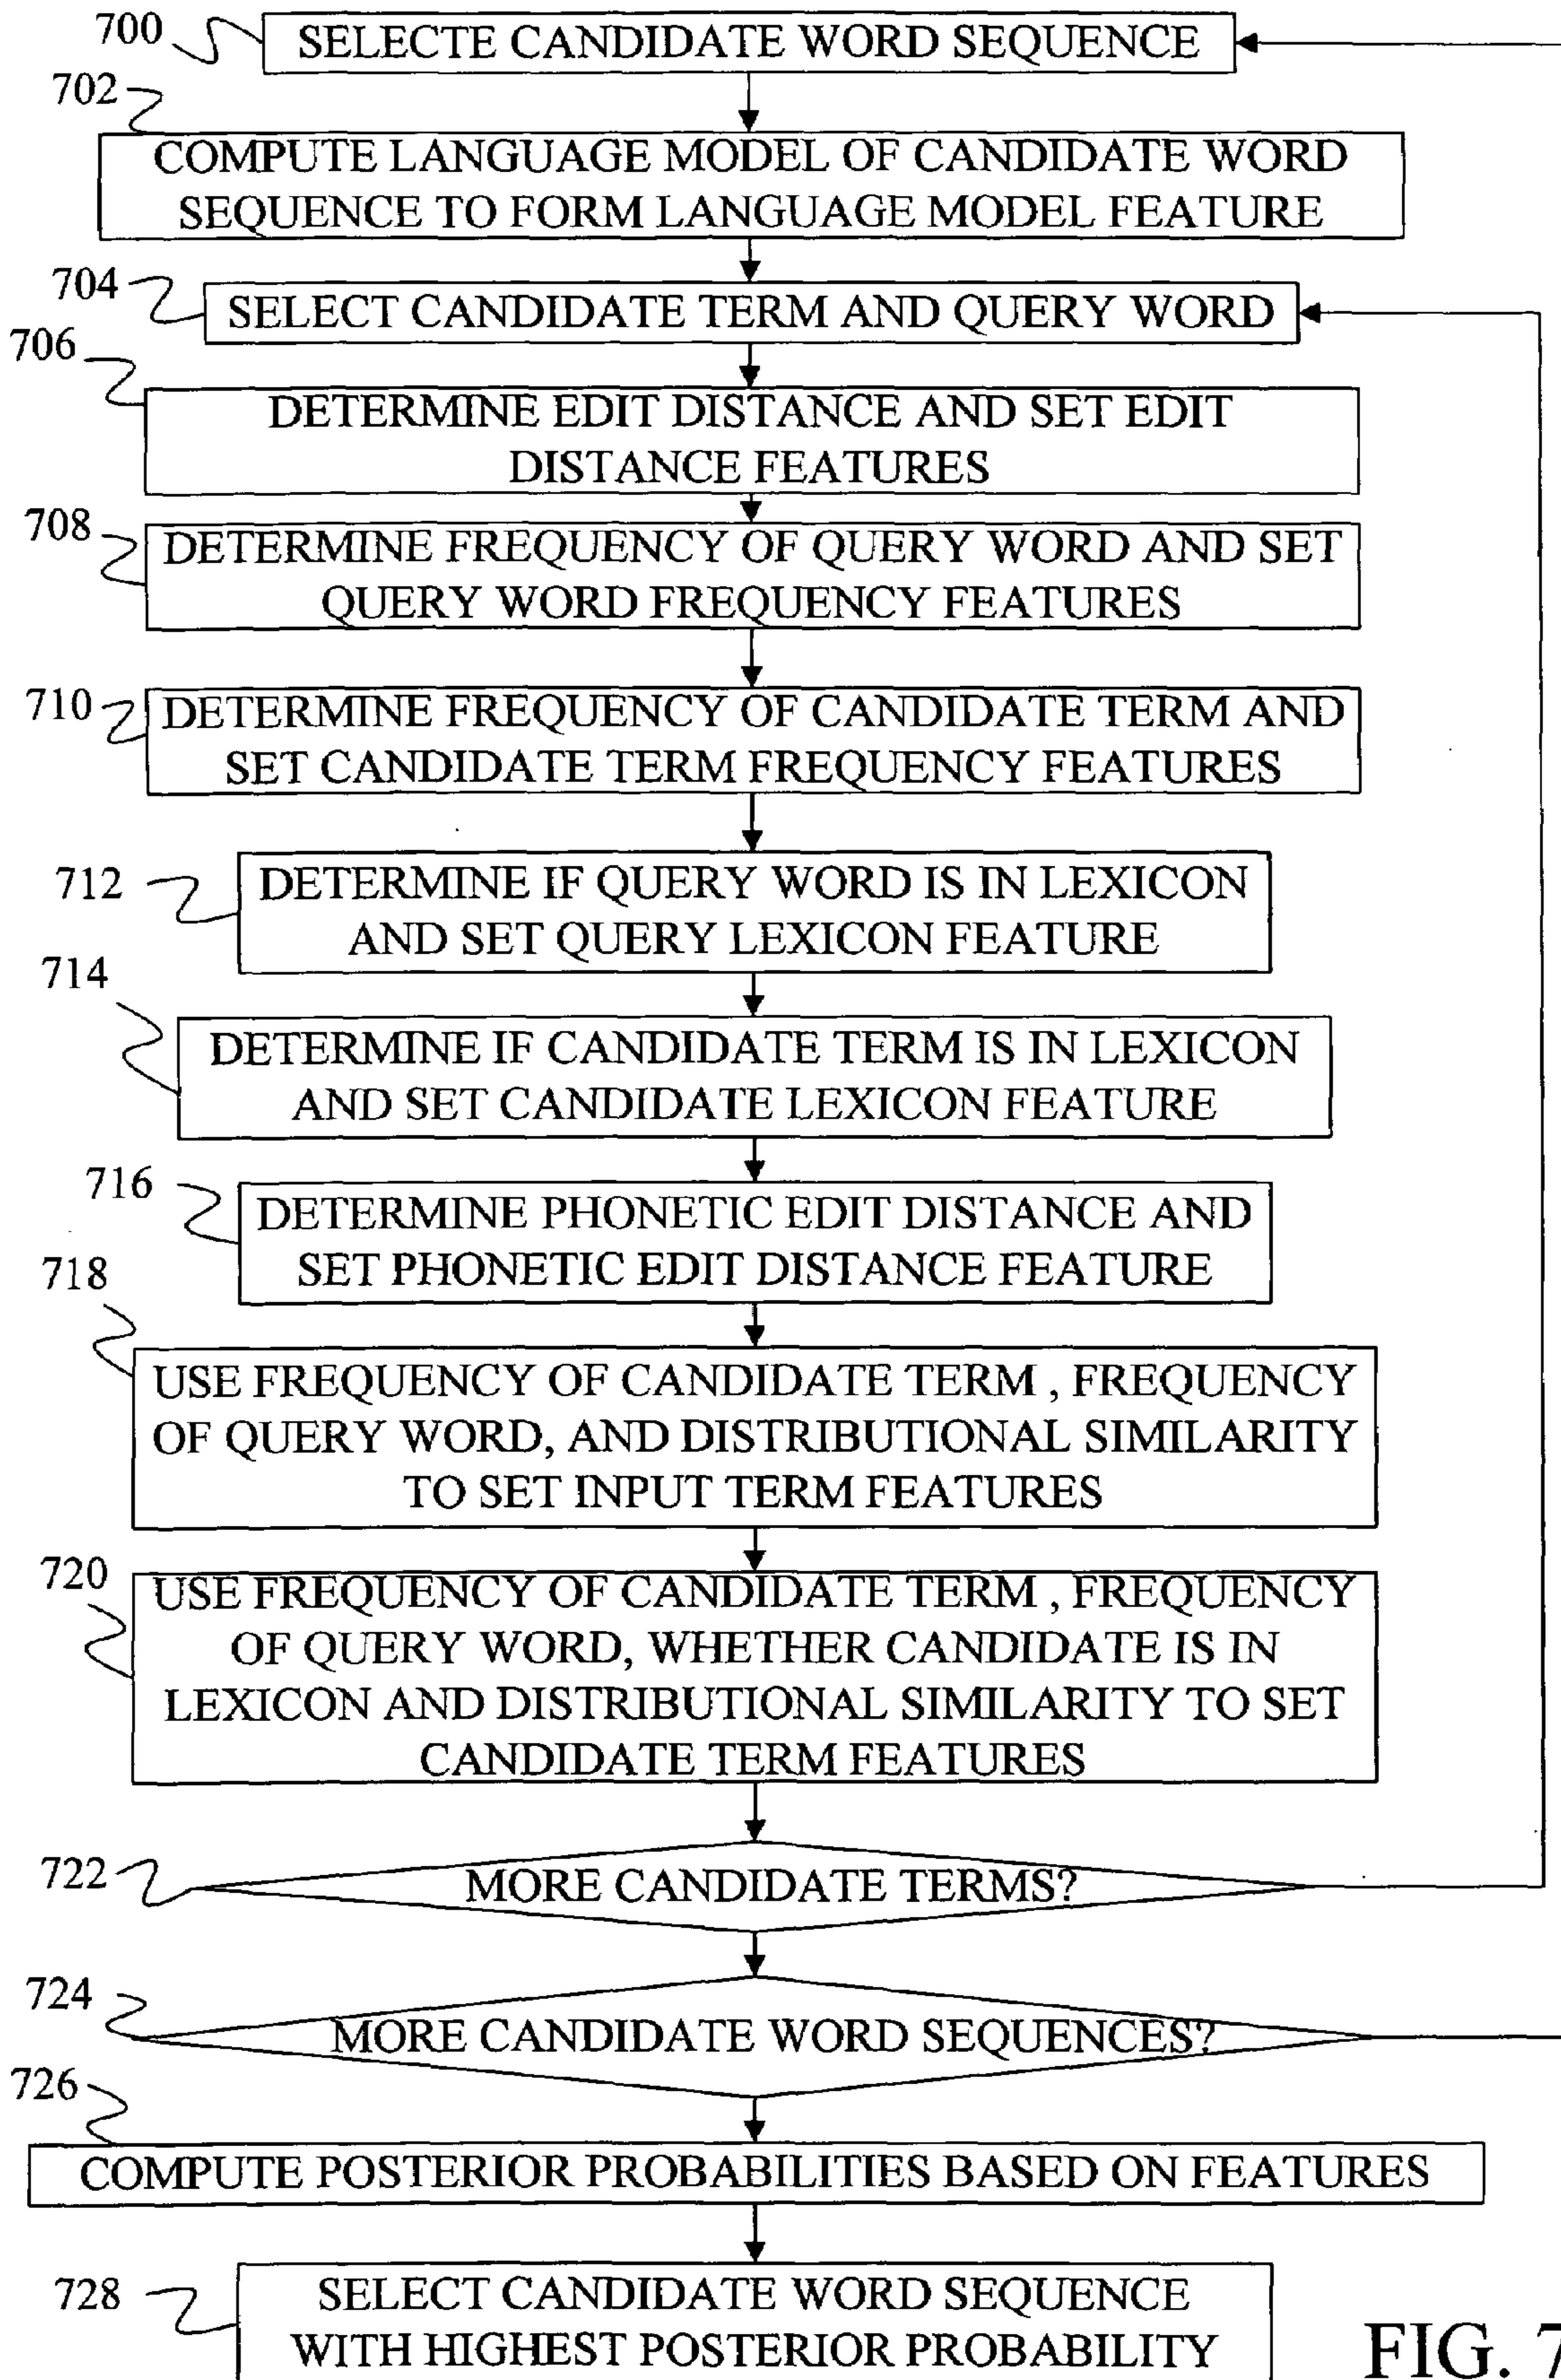 700
SELECTE CANDIDATE WORD SEQUENCE
702
COMPUTE LANGUAGE MODEL OF CANDIDATE WORD
SEQUENCE TO FORM LANGUAGE MODEL FEATURE
704
SELECT CANDIDATE TERM AND QUERY WORD
706
DETERMINE EDIT DISTANCE AND SET EDIT
DISTANCE FEATURES
708
DETERMINE FREQUENCY OF QUERY WORD AND SET
QUERY WORD FREQUENCY FEATURES
710
DETERMINE FREQUENCY OF CANDIDATE TERM AND
SET CANDIDATE TERM FREQUENCY FEATURES
712
DETERMINE IF QUERY WORD IS IN LEXICON
AND SET QUERY LEXICON FEATURE
714
DETERMINE IF CANDIDATE TERM IS IN LEXICON
AND SET CANDIDATE LEXICON FEATURE
716
DETERMINE PHONETIC EDIT DISTANCE AND
SET PHONETIC EDIT DISTANCE FEATURE
718
USE FREQUENCY OF CANDIDATE TERM , FREQUENCY
OF QUERY WORD, AND DISTRIBUTIONAL SIMILARITY
TO SET INPUT TERM FEATURES
720
USE FREQUENCY OF CANDIDATE TERM , FREQUENCY
OF QUERY WORD, WHETHER CANDIDATE IS IN
LEXICON AND DISTRIBUTIONAL SIMILARITY TO SET
CANDIDATE TERM FEATURES
722
MORE CANDIDATE TERMS?
724
MORE CANDIDATE WORD SEQUENCES?
726
COMPUTE POSTERIOR PROBABILITIES BASED ON FEATURES
728
SELECT CANDIDATE WORD SEQUENCE
WITH HIGHEST POSTERIOR PROBABILITY
FIG. 7